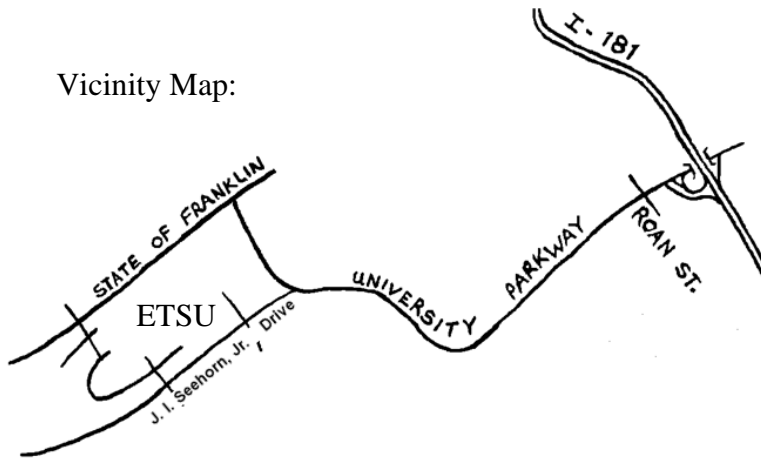 I-181
Vicinity Map:
STATE OF FRANKLIN
ROAN ST.
UNIVERSITY PARKWAY
ETSU
J. I. Seehorn, Jr. Drive